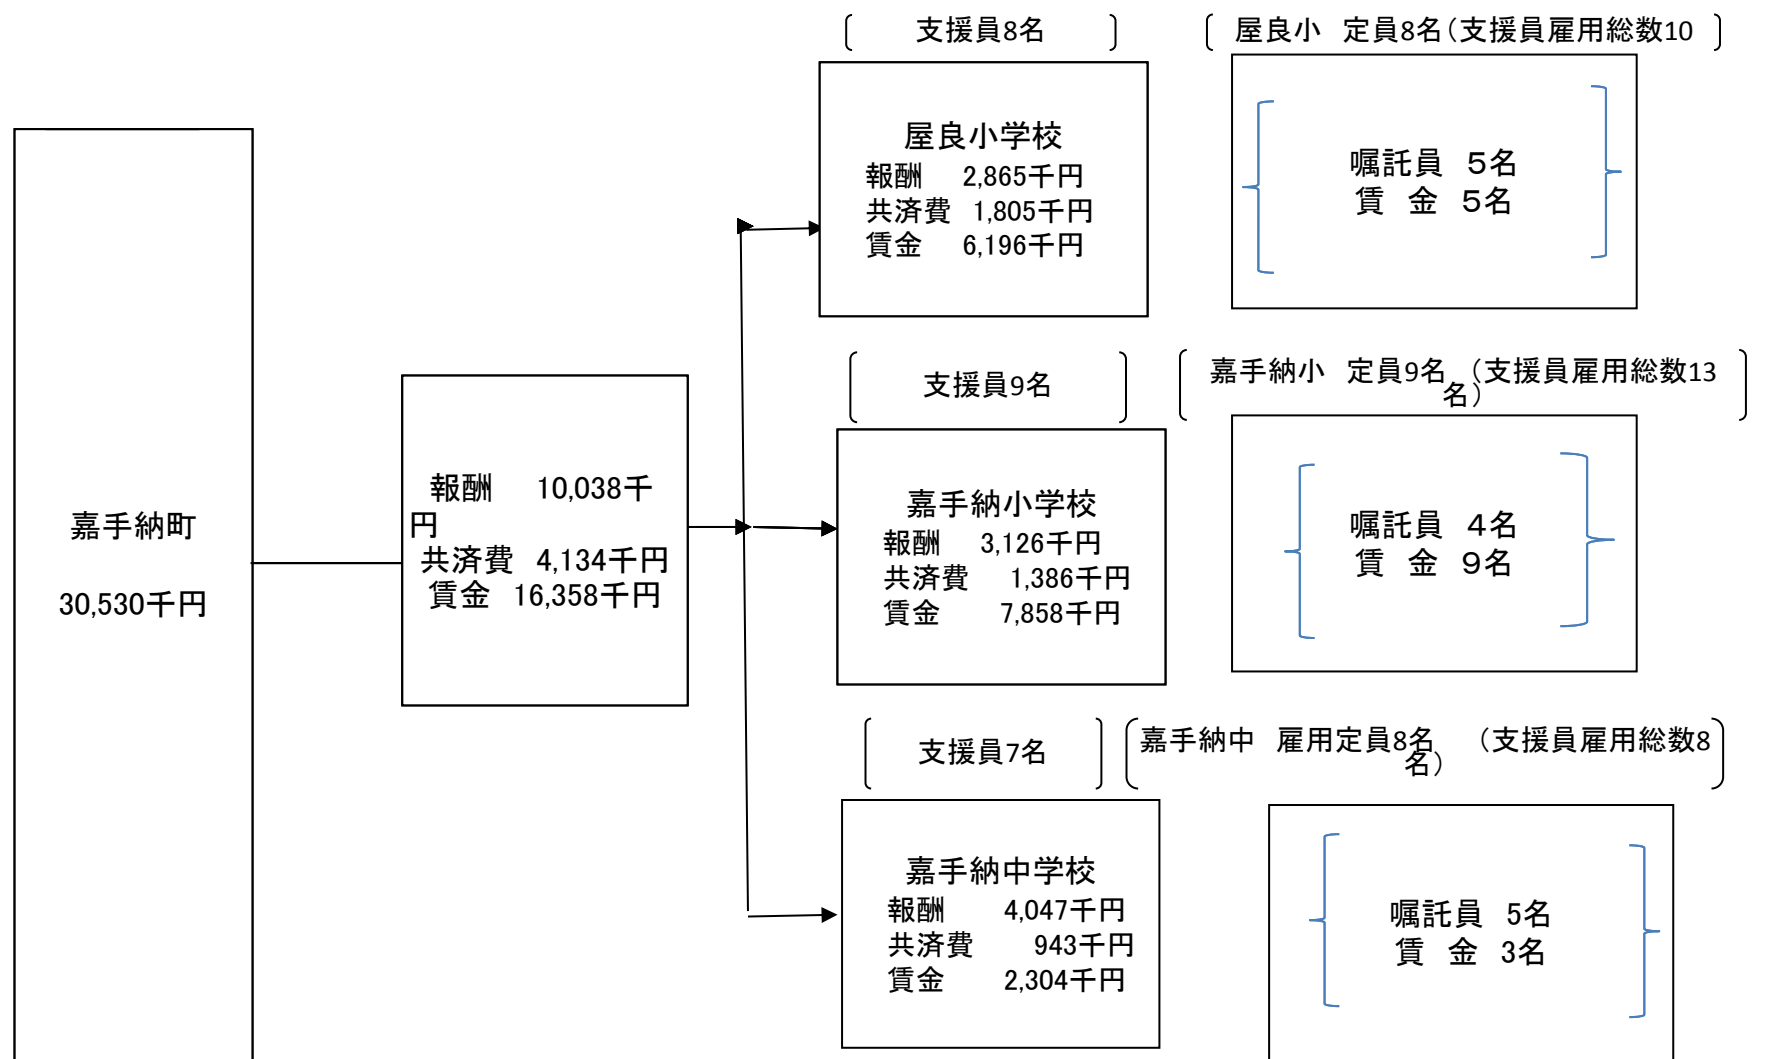 嘉手納町
30,530千円
報酬 10,038千
円
共済費 4,134千円
賃金 16,358千円
支援員8名
屋良小学校
報酬 2,865千円
共済費 1,805千円
賃金 6,196千円
屋良小 定員8名(支援員雇用総数10
嘱託員 5名
賃 金 5名
支援員9名
嘉手納小学校
報酬 3,126千円
共済費 1,386千円
賃金 7,858千円
嘉手納小 定員9名 (支援員雇用総数13
名)
嘱託員 4名
賃 金 9名
支援員7名
嘉手納中学校
報酬 4,047千円
共済費 943千円
賃金 2,304千円
嘉手納中 雇用定員8名 (支援員雇用総数8
名)
嘱託員 5名
賃 金 3名